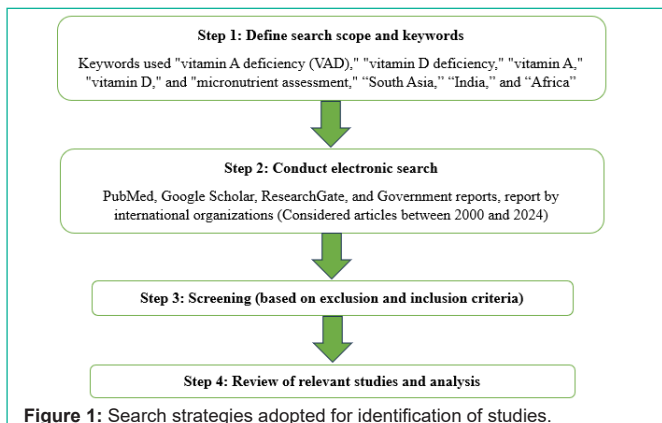 Step 1: Define search scope and keywords
Keywords used "vitamin A deficiency (VAD)," "vitamin D deficiency," "vitamin A,"
"vitamin D," and "micronutrient assessment," “South Asia,” “India,” and “Africa”
Step 2: Conduct electronic search
PubMed, Google Scholar, ResearchGate, and Government reports, report by
international organizations (Considered articles between 2000 and 2024)
Step 3: Screening (based on exclusion and inclusion criteria)
Step 4: Review of relevant studies and analysis
Figure 1: Search strategies adopted for identification of studies.